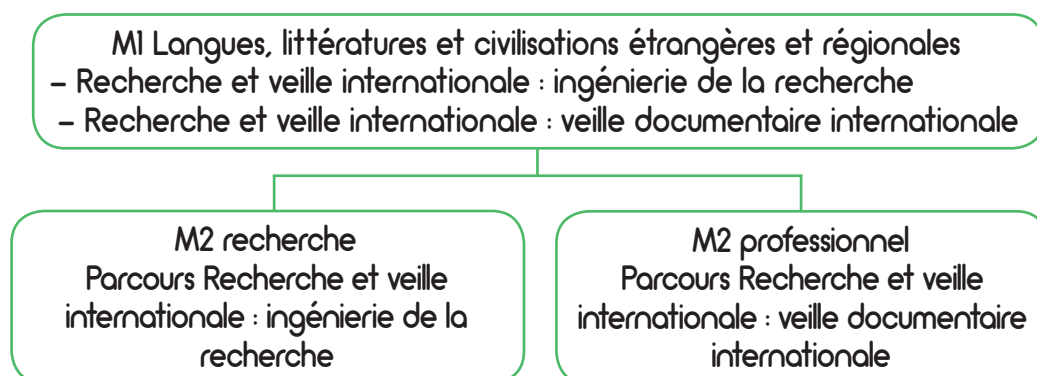 M1 Langues, littératures et civilisations étrangères et régionales
– Recherche et veille internationale : ingénierie de la recherche
– Recherche et veille internationale : veille documentaire internationale
M2 recherche
Parcours Recherche et veille
internationale : ingénierie de la
recherche
M2 professionnel
Parcours Recherche et veille
internationale : veille documentaire
internationale